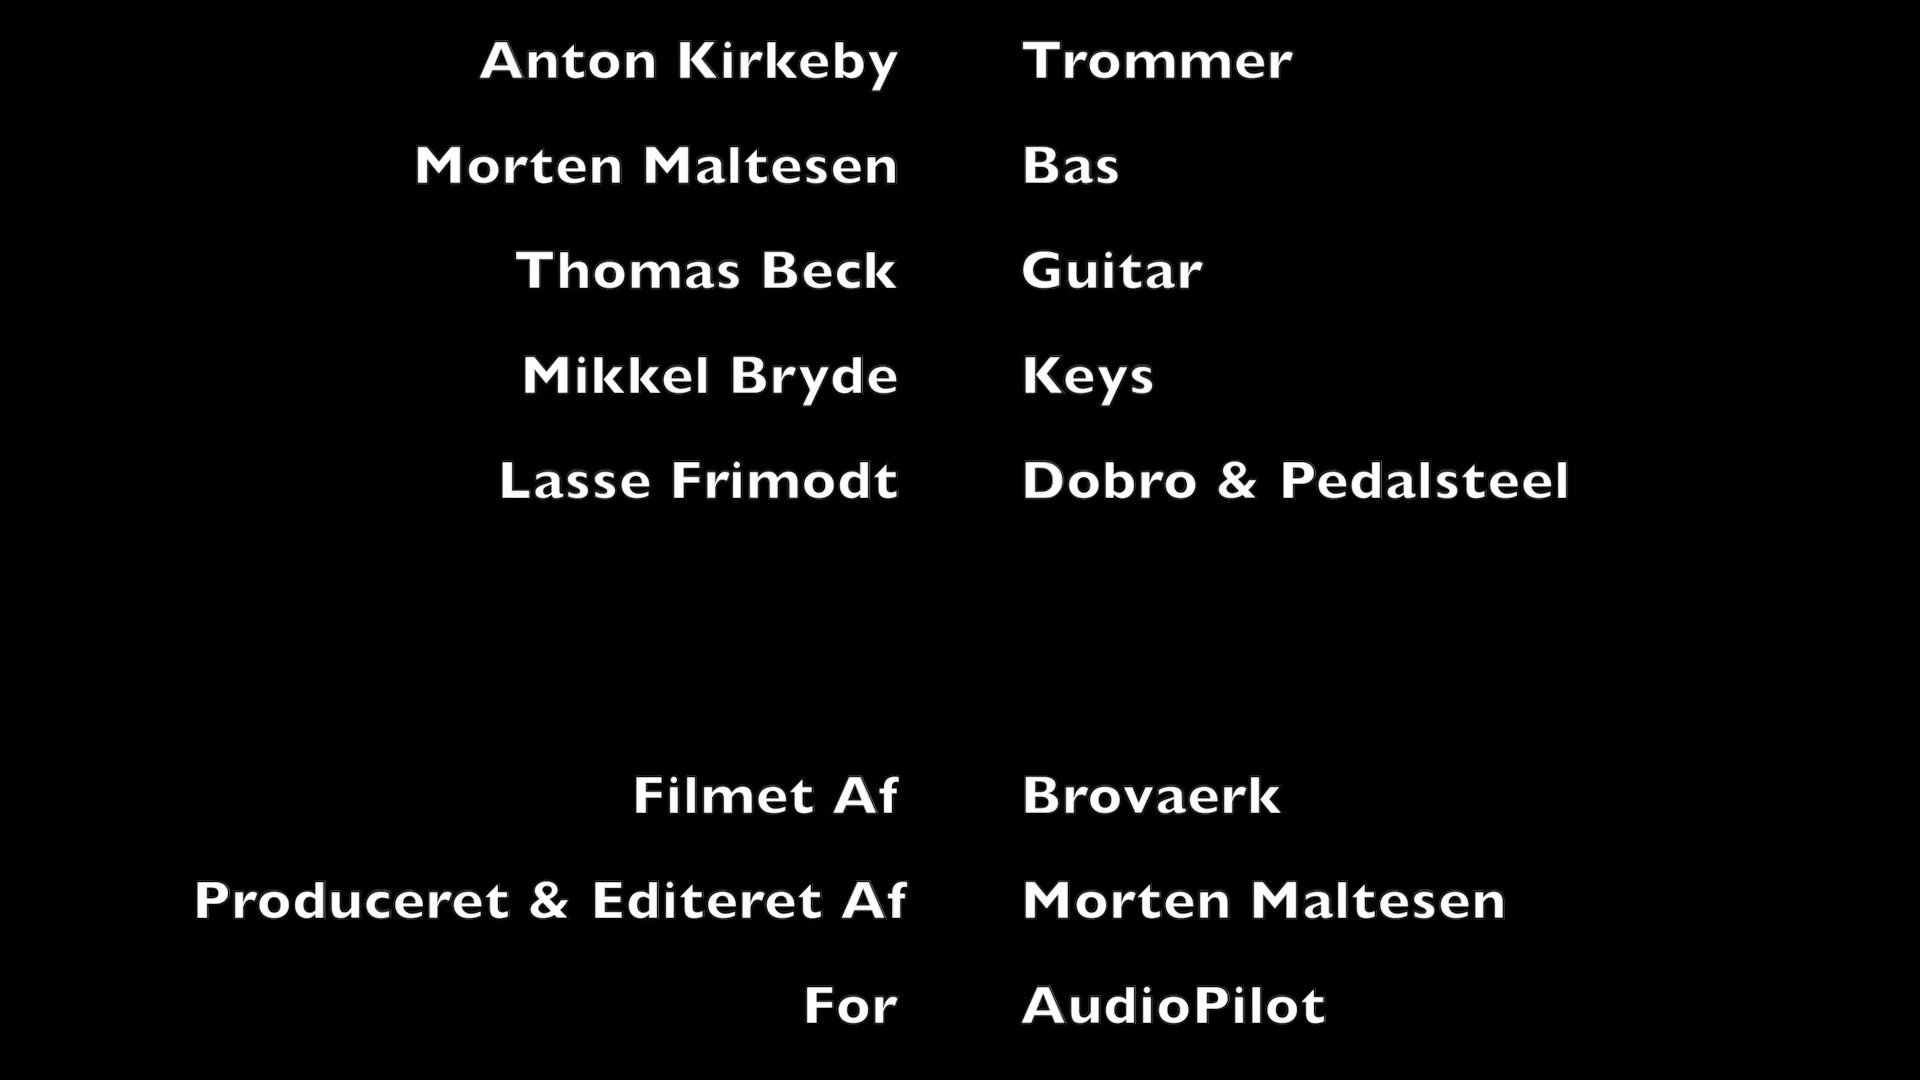 Anton Kirkeby Trommer
Morten Maltesen Bas
Thomas Beck Guitar
Mikkel Bryde Keys
Lasse Frimodt Dobro & Pedalsteel
Filmet Af Brovaerk
Produceret & Editeret Af Morten Maltesen
For AudioPilot